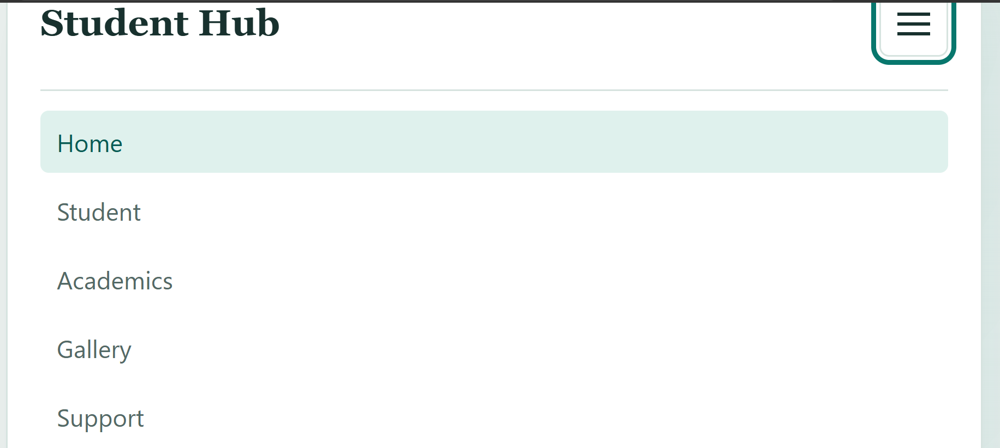 Student Hub
Home
Student
Academics
Gallery
Support